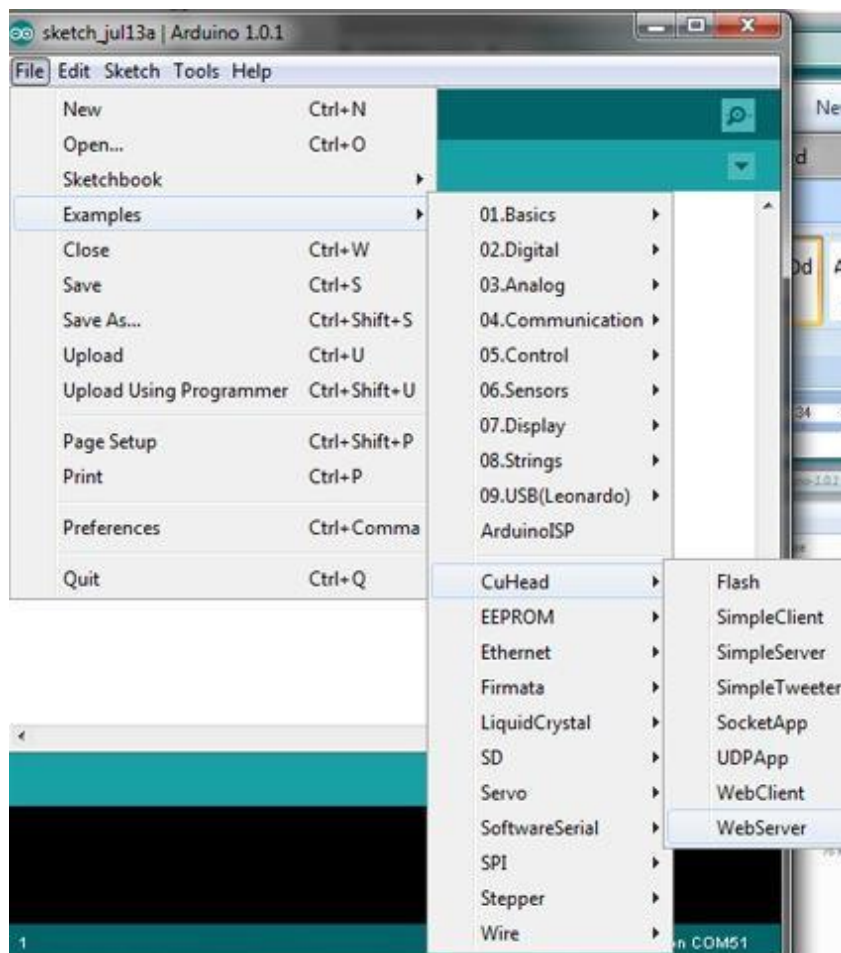 sketch_jul13a | Arduino 1.0.1
File Edit Sketch Tools Help
New Ctrl+N
Open... Ctrl+O
Sketchbook
Examples
Close Ctrl+W
Save Ctrl+S
Save As... Ctrl+Shift+S
Upload Ctrl+U
Upload Using Programmer Ctrl+Shift+U
Page Setup Ctrl+Shift+P
Print Ctrl+P
Preferences Ctrl+Comma
Quit Ctrl+Q
01.Basics
02.Digital
03.Analog
04.Communication
05.Control
06.Sensors
07.Display
08.Strings
09.USB(Leonardo)
ArduinoISP
CuHead
EEPROM
Ethernet
Firmata
LiquidCrystal
SD
Servo
SoftwareSerial
SPI
Stepper
Wire
Flash
SimpleClient
SimpleServer
SimpleTweeter
SocketApp
UDPApp
WebClient
WebServer
1
on COM51